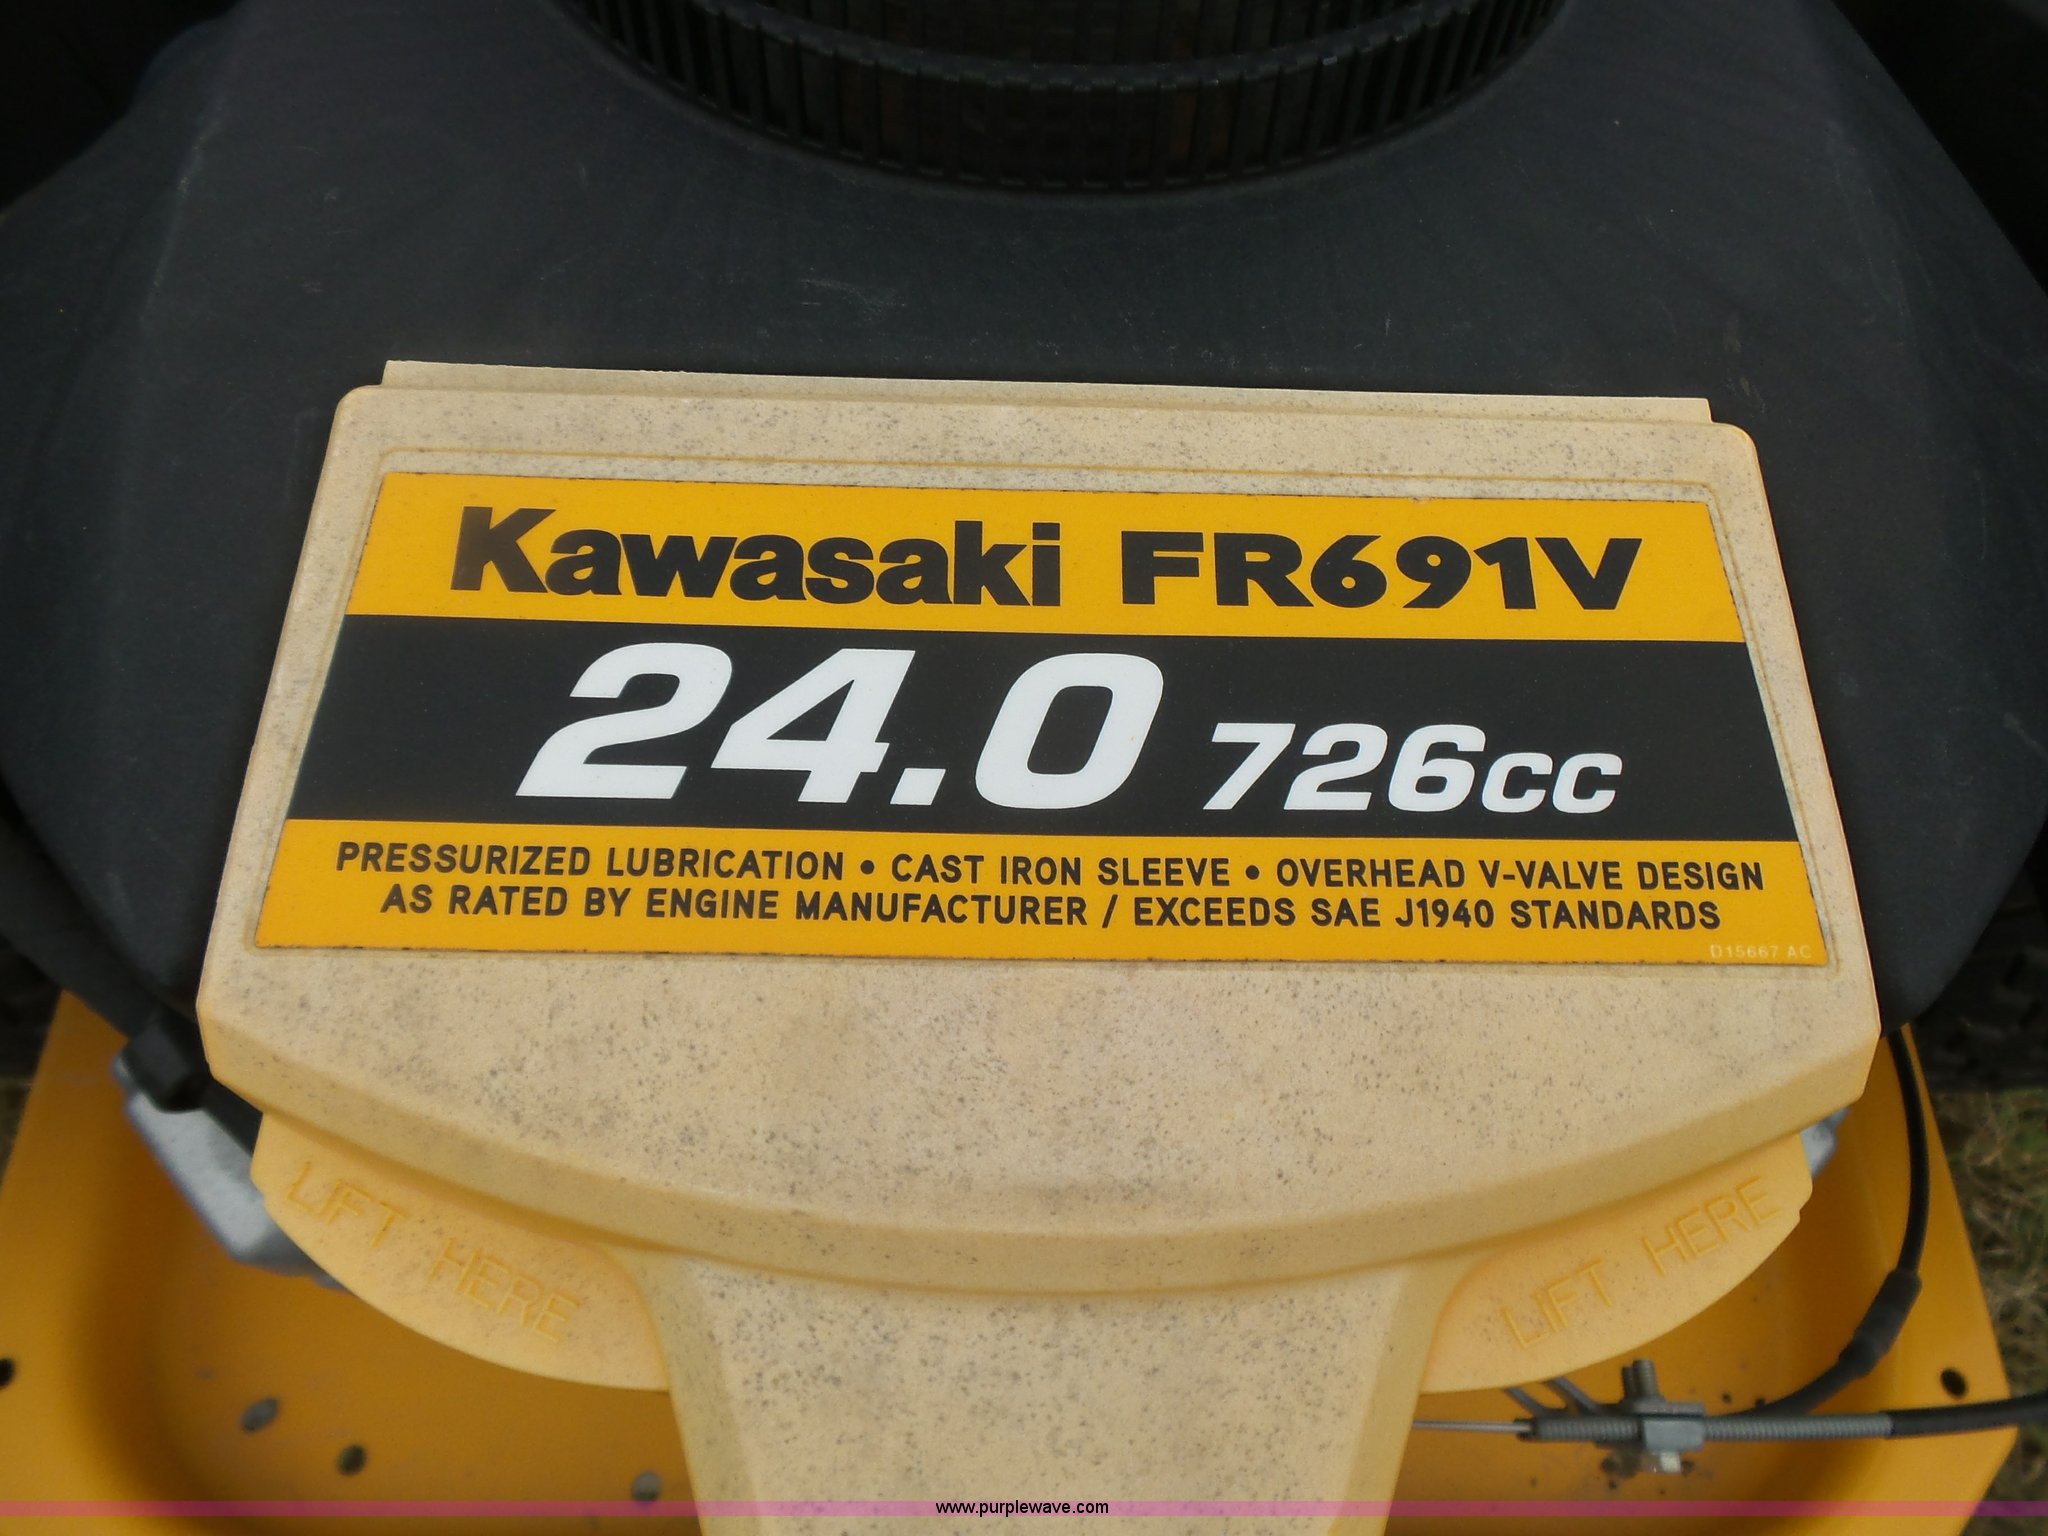 Kawasaki FR691V
24.0 726cc
PRESSURIZED LUBRICATION • CAST IRON SLEEVE • OVERHEAD V-VALVE DESIGN
AS RATED BY ENGINE MANUFACTURER / EXCEEDS SAE J1940 STANDARDS
D15667 AC
LIFT HERE
LIFT HERE
www.purplewave.com